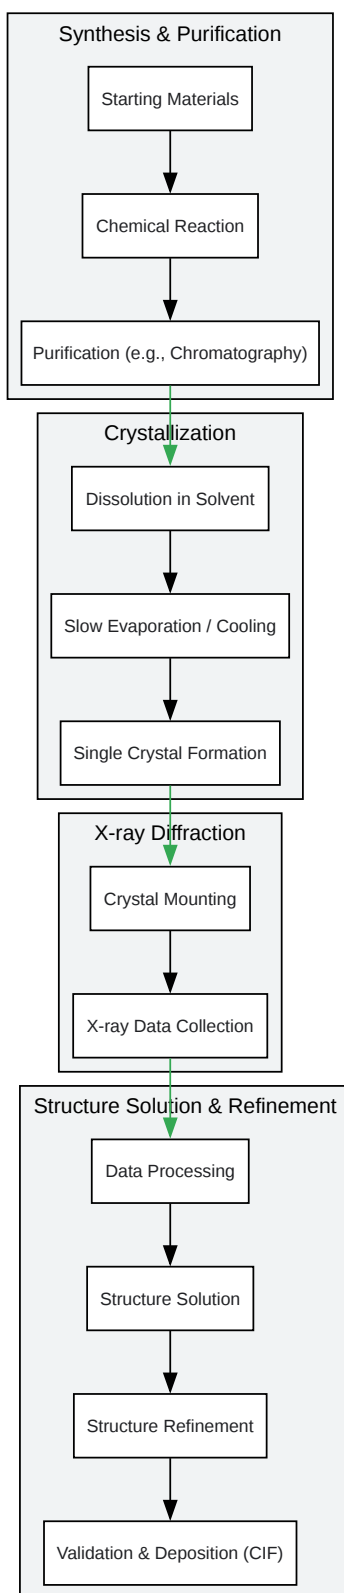 Synthesis & Purification
Starting Materials
Chemical Reaction
Purification (e.g., Chromatography)
Crystallization
Dissolution in Solvent
Slow Evaporation / Cooling
Single Crystal Formation
X-ray Diffraction
Crystal Mounting
X-ray Data Collection
Structure Solution & Refinement
Data Processing
Structure Solution
Structure Refinement
Validation & Deposition (CIF)